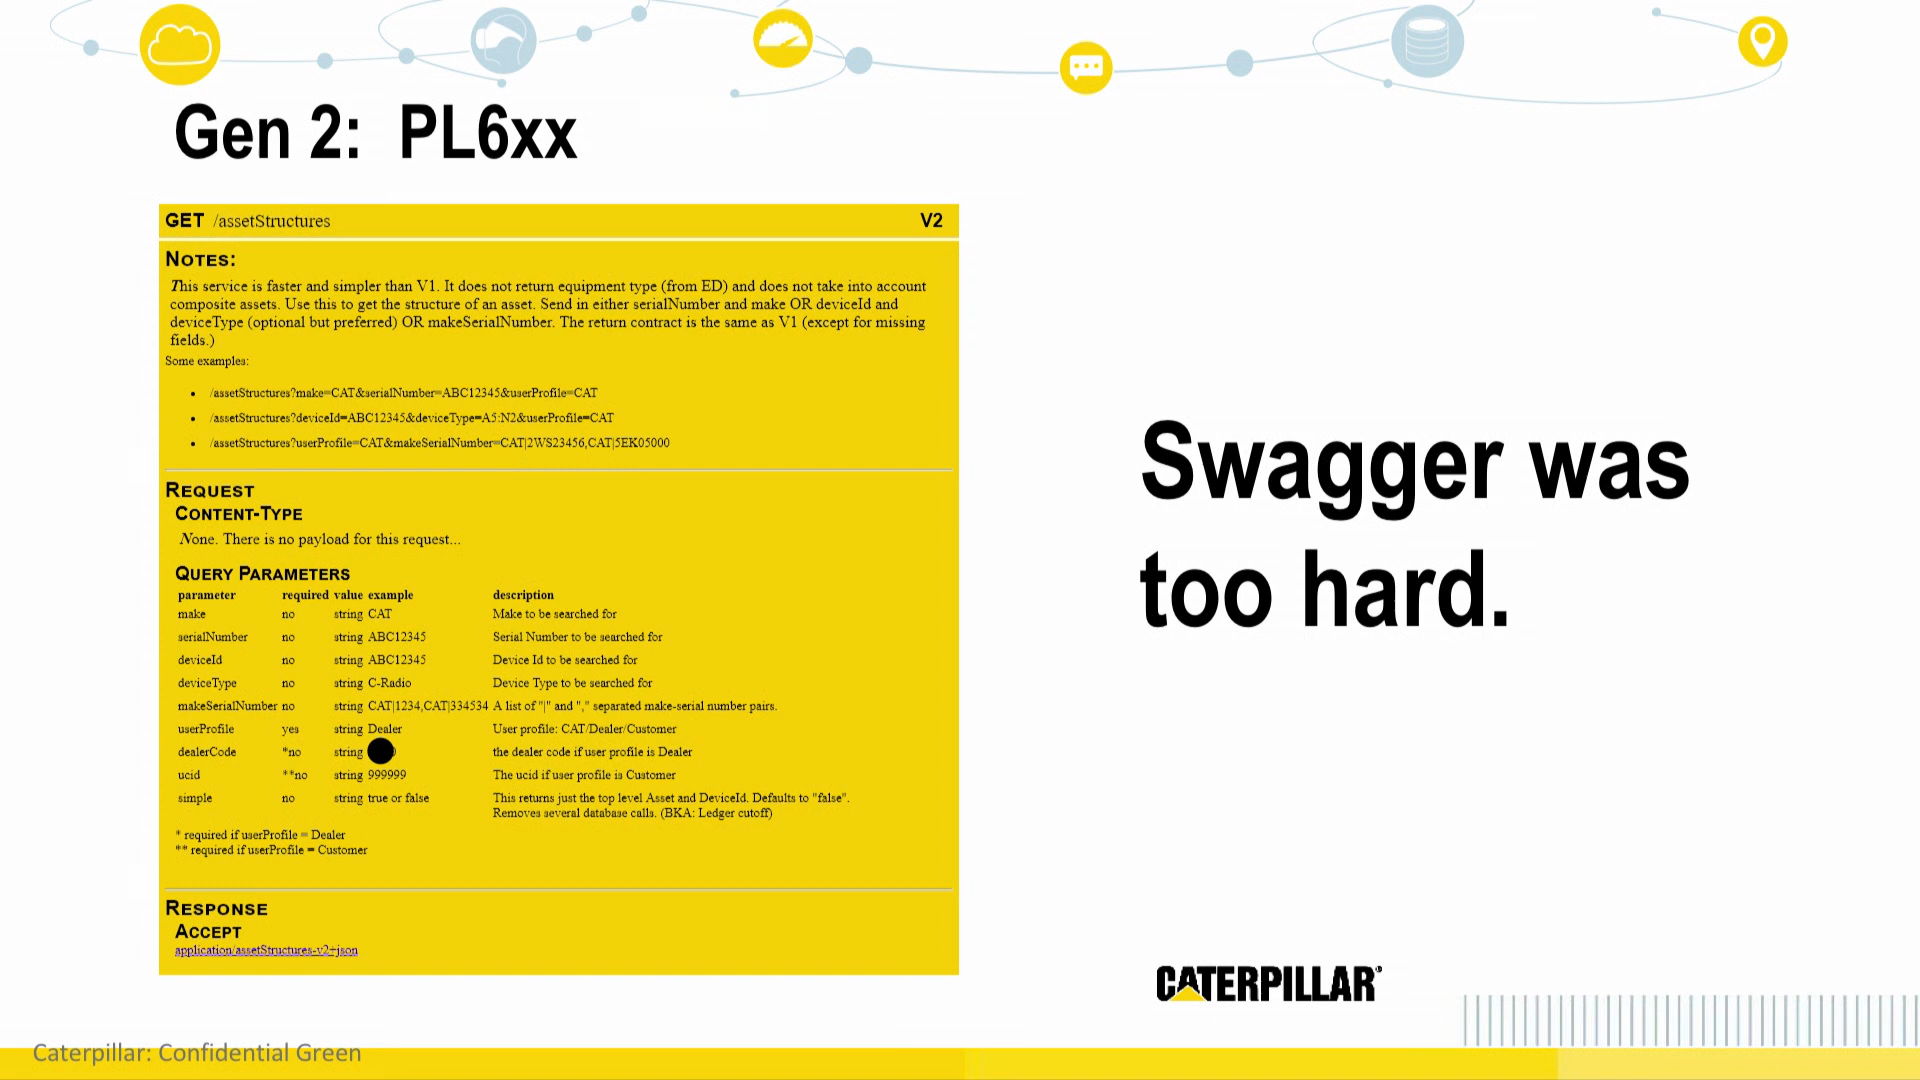 Gen 2: PL6xx
GET /assetStructures V2
NOTES:
This service is faster and simpler than V1. It does not return equipment type (from ED) and does not take into account
composite assets. Use this to get the structure of an asset. Send in either serialNumber and make OR deviceId and
deviceType (optional but preferred) OR makeSerialNumber. The return contract is the same as V1 (except for missing
fields.)
Some examples:
• /assetStructures?make=CAT&serialNumber=ABC12345&userProfile=CAT
• /assetStructures?deviceId=ABC12345&deviceType=A5:N2&userProfile=CAT
• /assetStructures?userProfile=CAT&makeSerialNumber=CAT|2WS23456,CAT|5EK05000
REQUEST
CONTENT-TYPE
None. There is no payload for this request...
QUERY PARAMETERS
parameter required value example description
make no string CAT Make to be searched for
serialNumber no string ABC12345 Serial Number to be searched for
deviceId no string ABC12345 Device Id to be searched for
deviceType no string C-Radio Device Type to be searched for
makeSerialNumber no string CAT|1234,CAT|334534 A list of "|" and "," separated make-serial number pairs.
userProfile yes string Dealer User profile: CAT/Dealer/Customer
dealerCode *no string the dealer code if user profile is Dealer
ucid **no string 999999 The ucid if user profile is Customer
simple no string true or false This returns just the top level Asset and DeviceId. Defaults to "false".
Removes several database calls. (BKA: Ledger cutoff)
* required if userProfile = Dealer
** required if userProfile = Customer
RESPONSE
ACCEPT
application/assetStructures-v2+json
Swagger was
too hard.
CATERPILLAR®
Caterpillar: Confidential Green